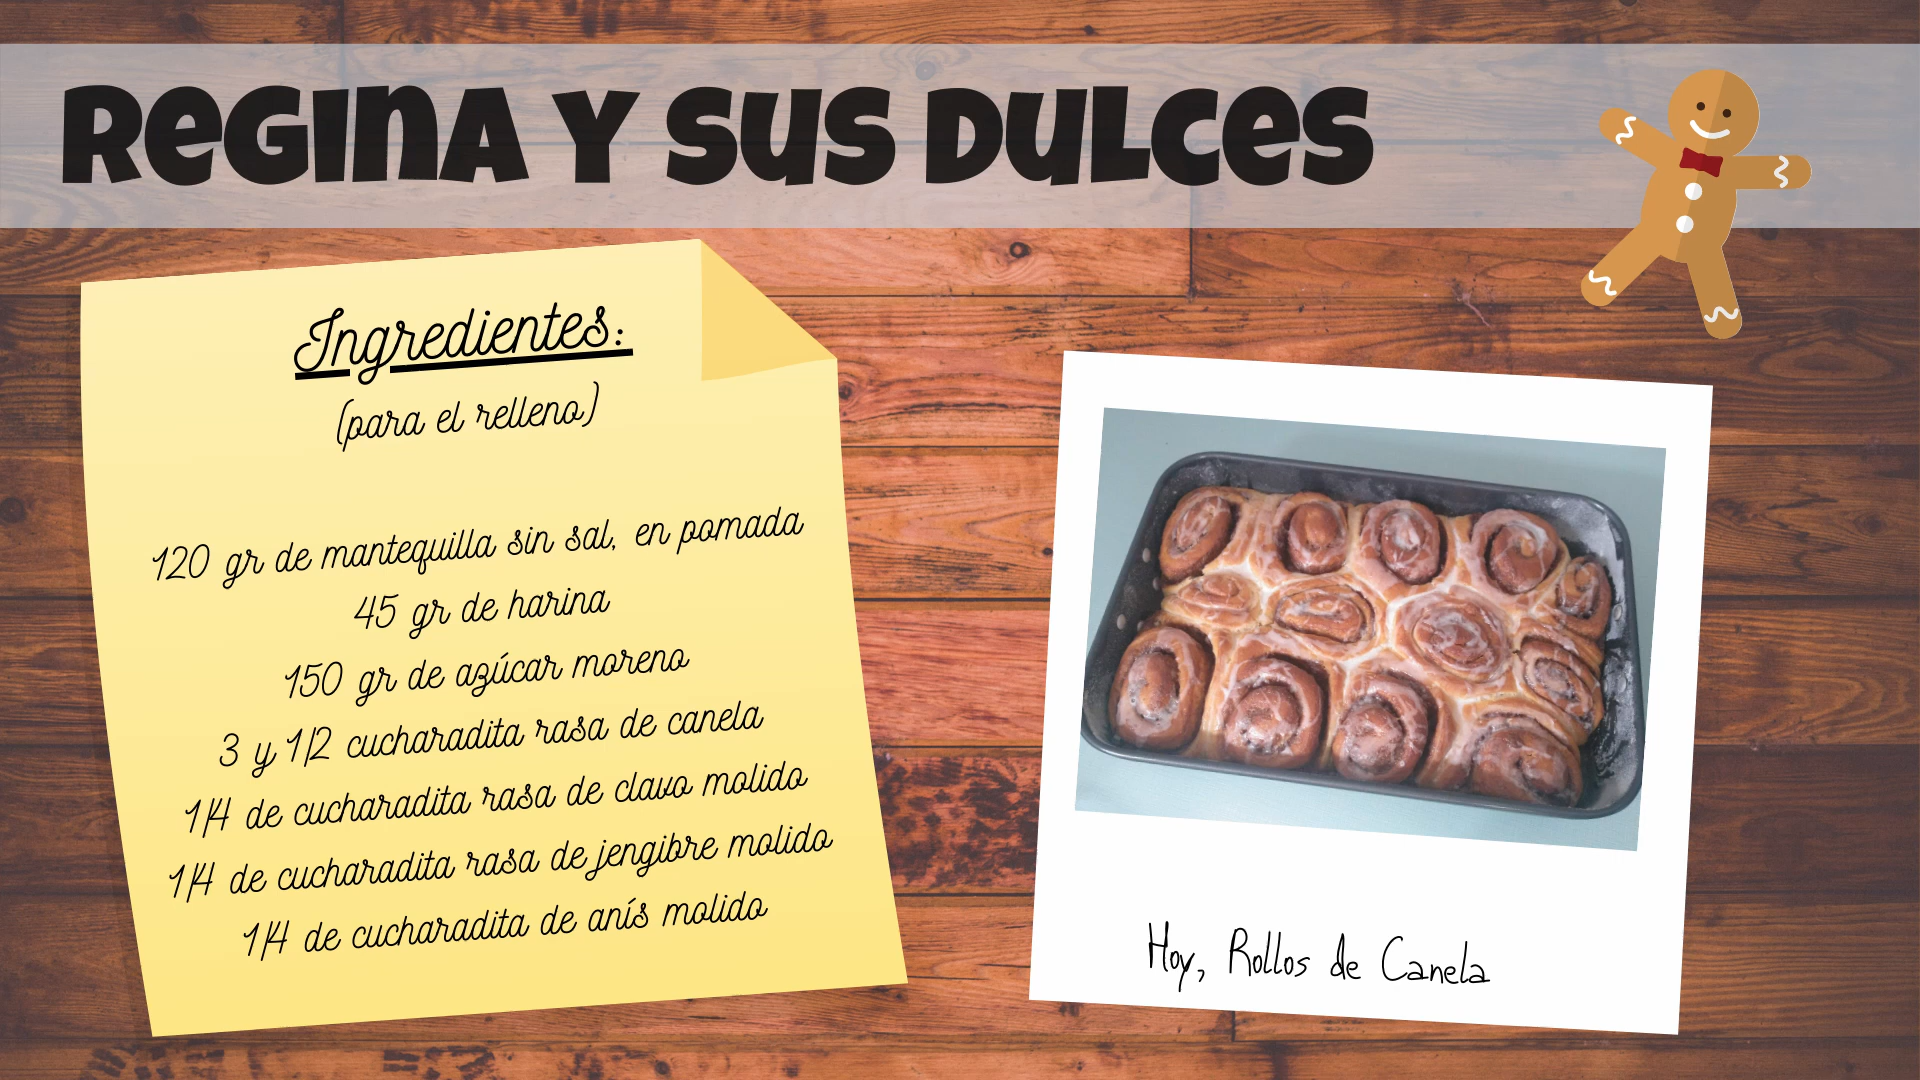 Regina y sus dulces
Ingredientes:
(para el relleno)
120 gr de mantequilla sin sal, en pomada
45 gr de harina
150 gr de azúcar moreno
3 y 1/2 cucharadita rasa de canela
1/4 de cucharadita rasa de clavo molido
1/4 de cucharadita rasa de jengibre molido
1/4 de cucharadita de anís molido
Hoy, Rollos de Canela